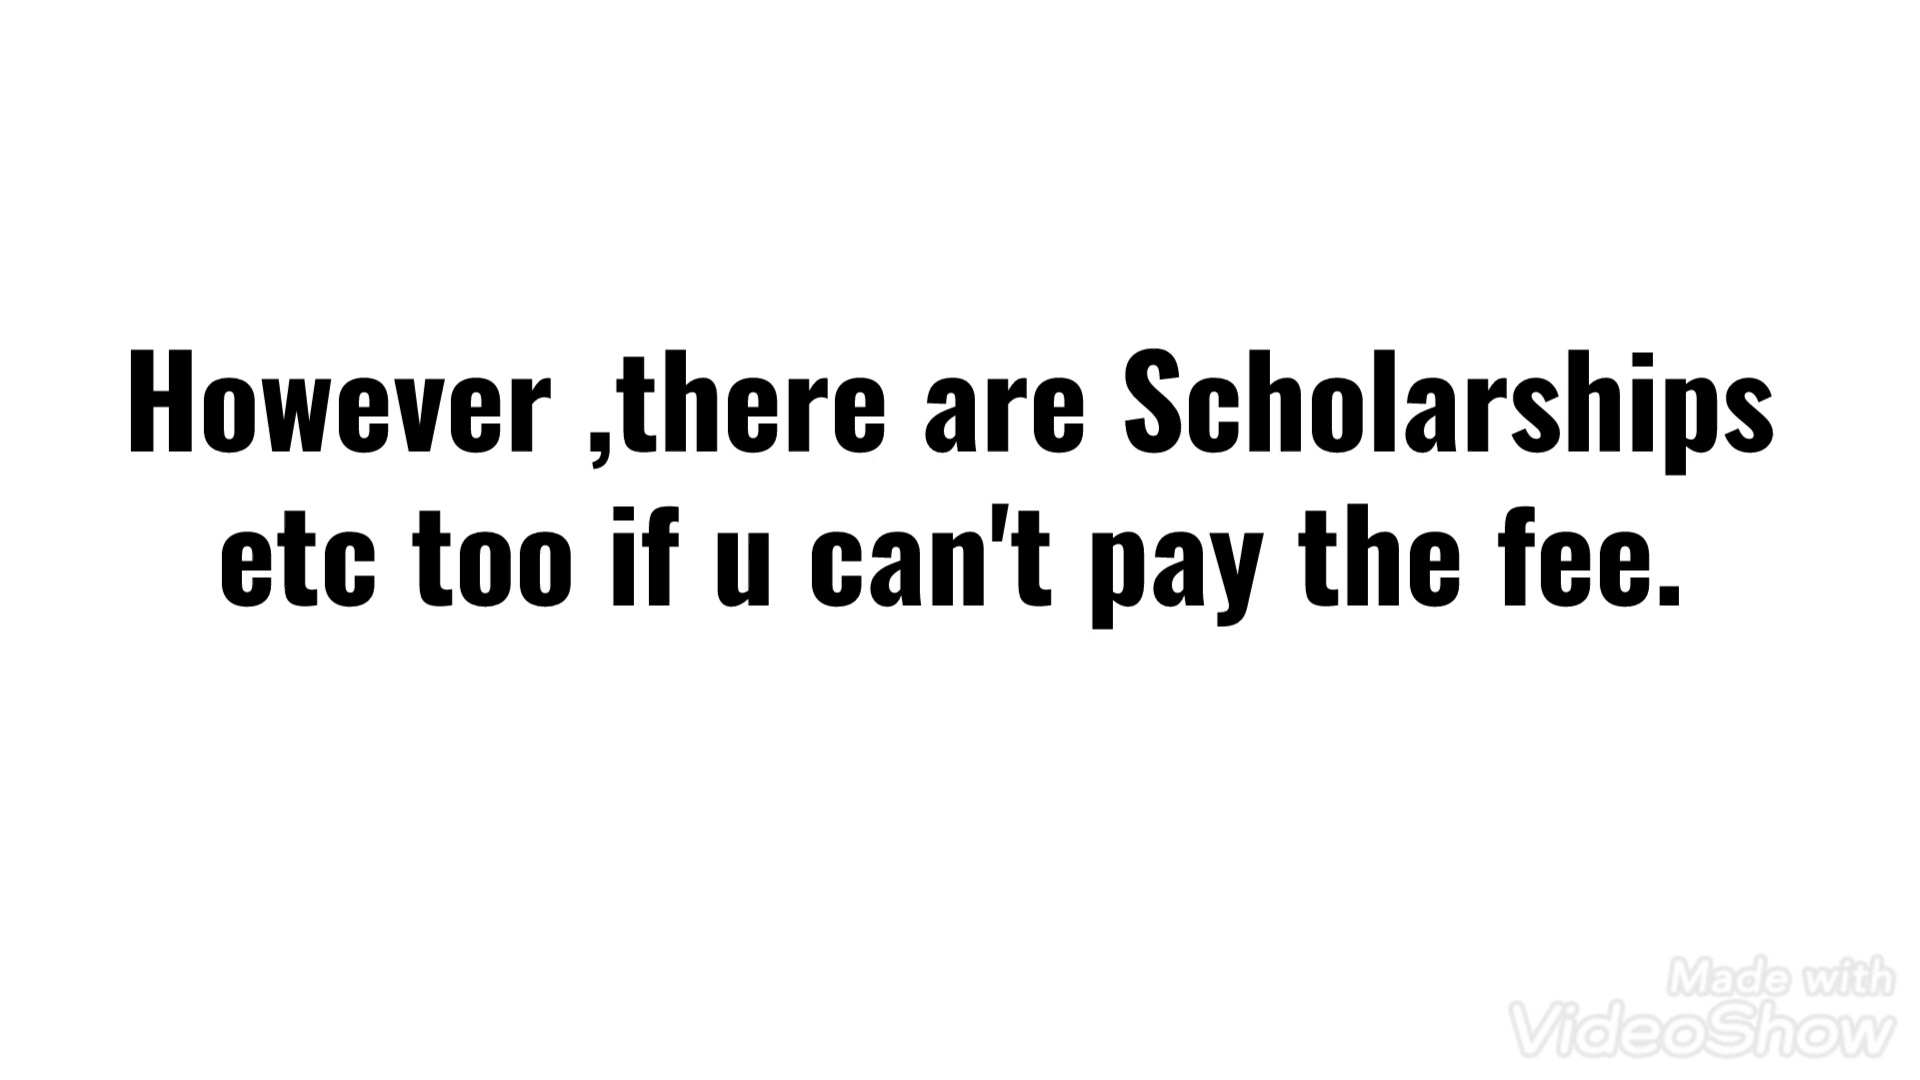 However ,there are Scholarships
etc too if u can't pay the fee.
Made with
VideoShow